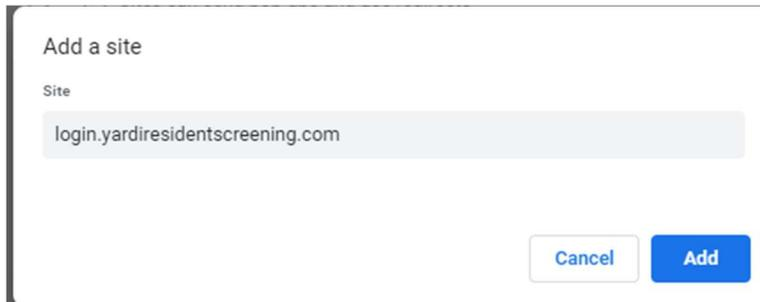 Add a site
Site
login.yardiresidentscreening.com
Cancel
Add